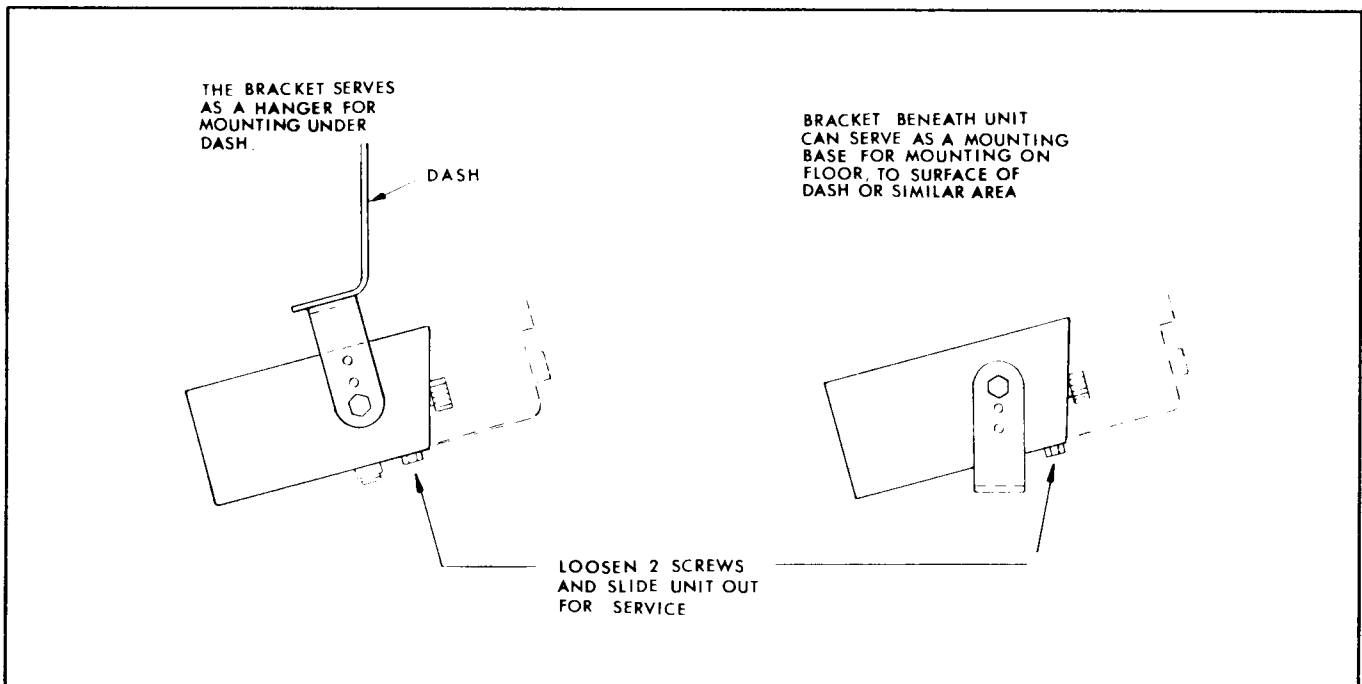 THE BRACKET SERVES
AS A HANGER FOR
MOUNTING UNDER
DASH.
DASH
BRACKET BENEATH UNIT
CAN SERVE AS A MOUNTING
BASE FOR MOUNTING ON
FLOOR, TO SURFACE OF
DASH OR SIMILAR AREA
LOOSEN 2 SCREWS
AND SLIDE UNIT OUT
FOR SERVICE